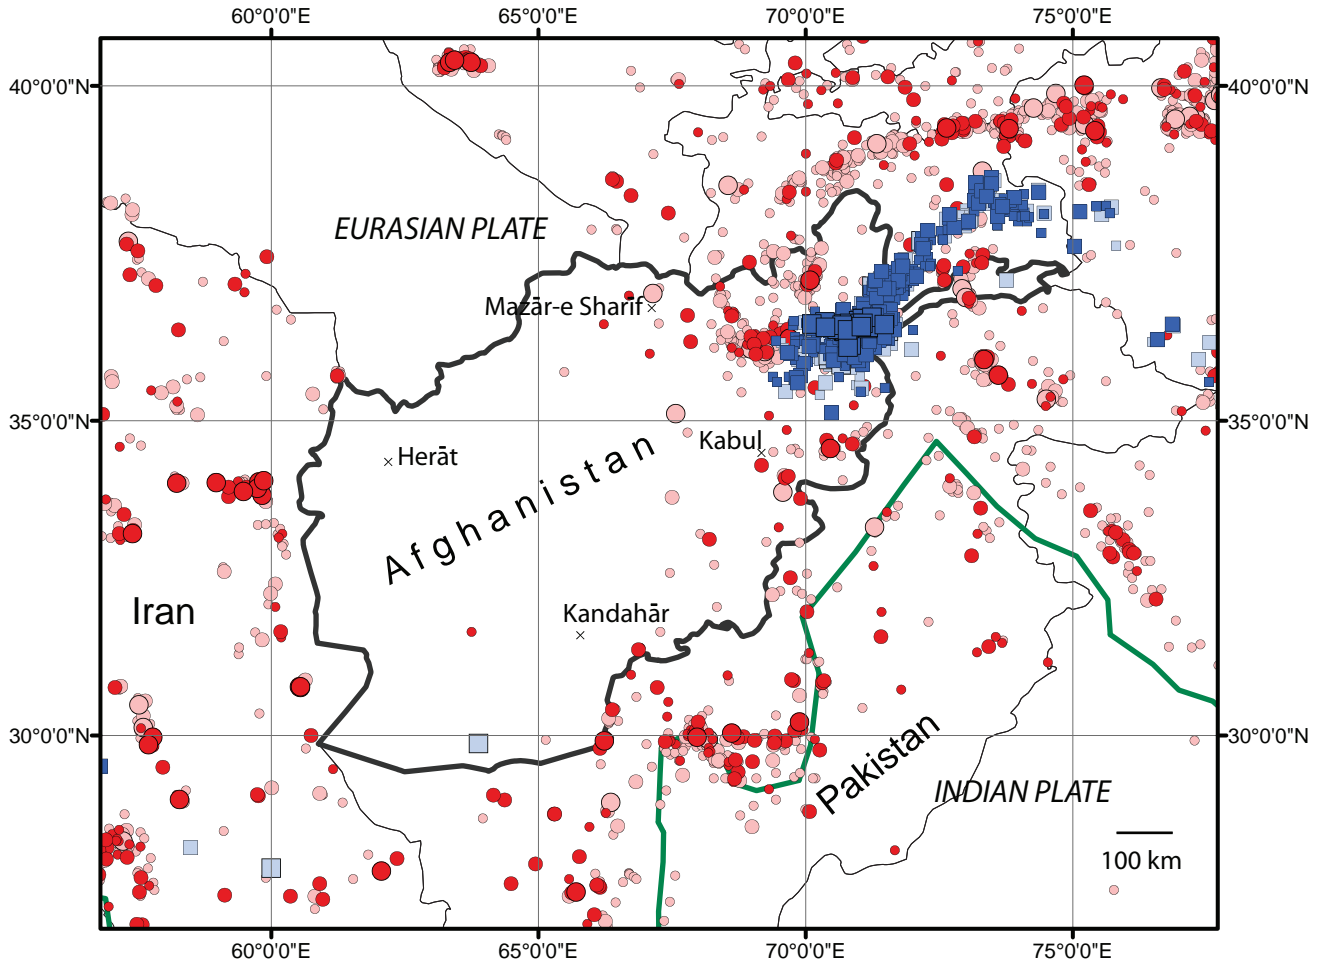 60°0'0"E 65°0'0"E 70°0'0"E 75°0'0"E
40°0'0"N 40°0'0"N
EURASIAN PLATE
Mazār-e Sharīf
35°0'0"N 35°0'0"N
Kabul
Herāt
Afghanistan
Iran
Kandahār
30°0'0"N 30°0'0"N
Pakistan
INDIAN PLATE
100 km
60°0'0"E 65°0'0"E 70°0'0"E 75°0'0"E